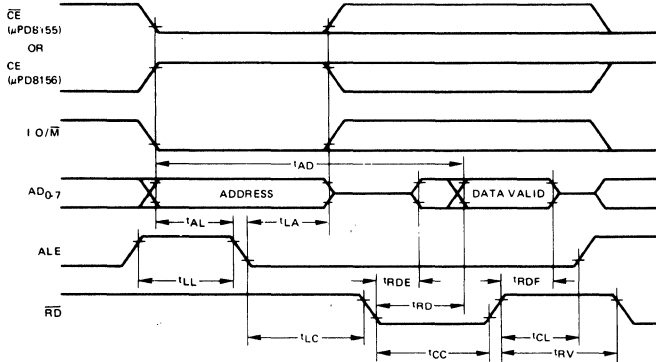 CE
(µPD8155)
OR
CE
(µPD8156)
I O/M
tAD
AD0-7
ADDRESS
DATA VALID
tAL
tLA
ALE
tLL
tRDE
tRDF
tRD
RD
tLC
tCC
tCL
tRV